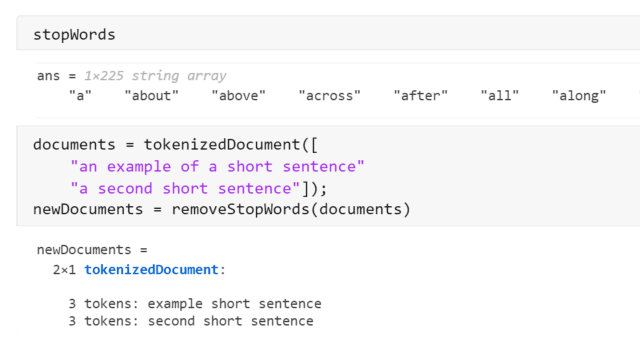 stopWords
ans = 1×225 string array
"a" "about" "above" "across" "after" "all" "along"
documents = tokenizedDocument([
"an example of a short sentence"
"a second short sentence"]);
newDocuments = removeStopWords(documents)
newDocuments =
2×1 tokenizedDocument:
3 tokens: example short sentence
3 tokens: second short sentence